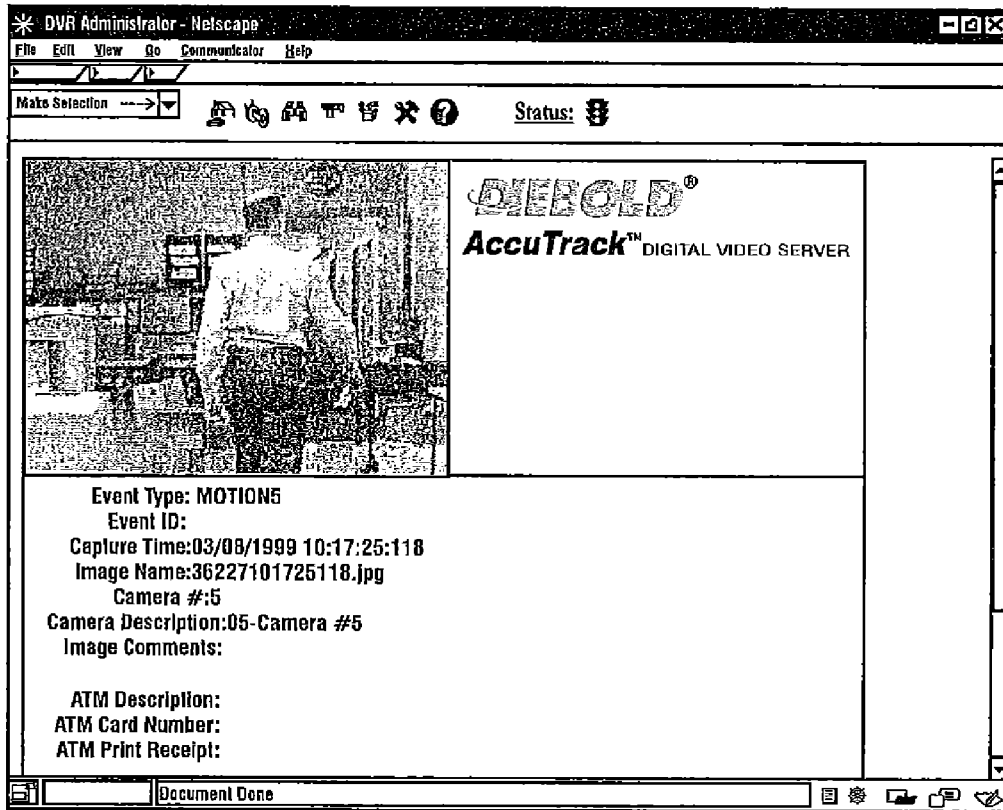 DVR Administrator - Netscape
File Edit View Go Communicator Help
Make Selection ---->
Status:
DIEBOLD®
AccuTrack™ DIGITAL VIDEO SERVER
Event Type: MOTION5
Event ID:
Capture Time:03/08/1999 10:17:25:118
Image Name:36227101725118.jpg
Camera #:5
Camera Description:05-Camera #5
Image Comments:
ATM Description:
ATM Card Number:
ATM Print Receipt:
Document Done